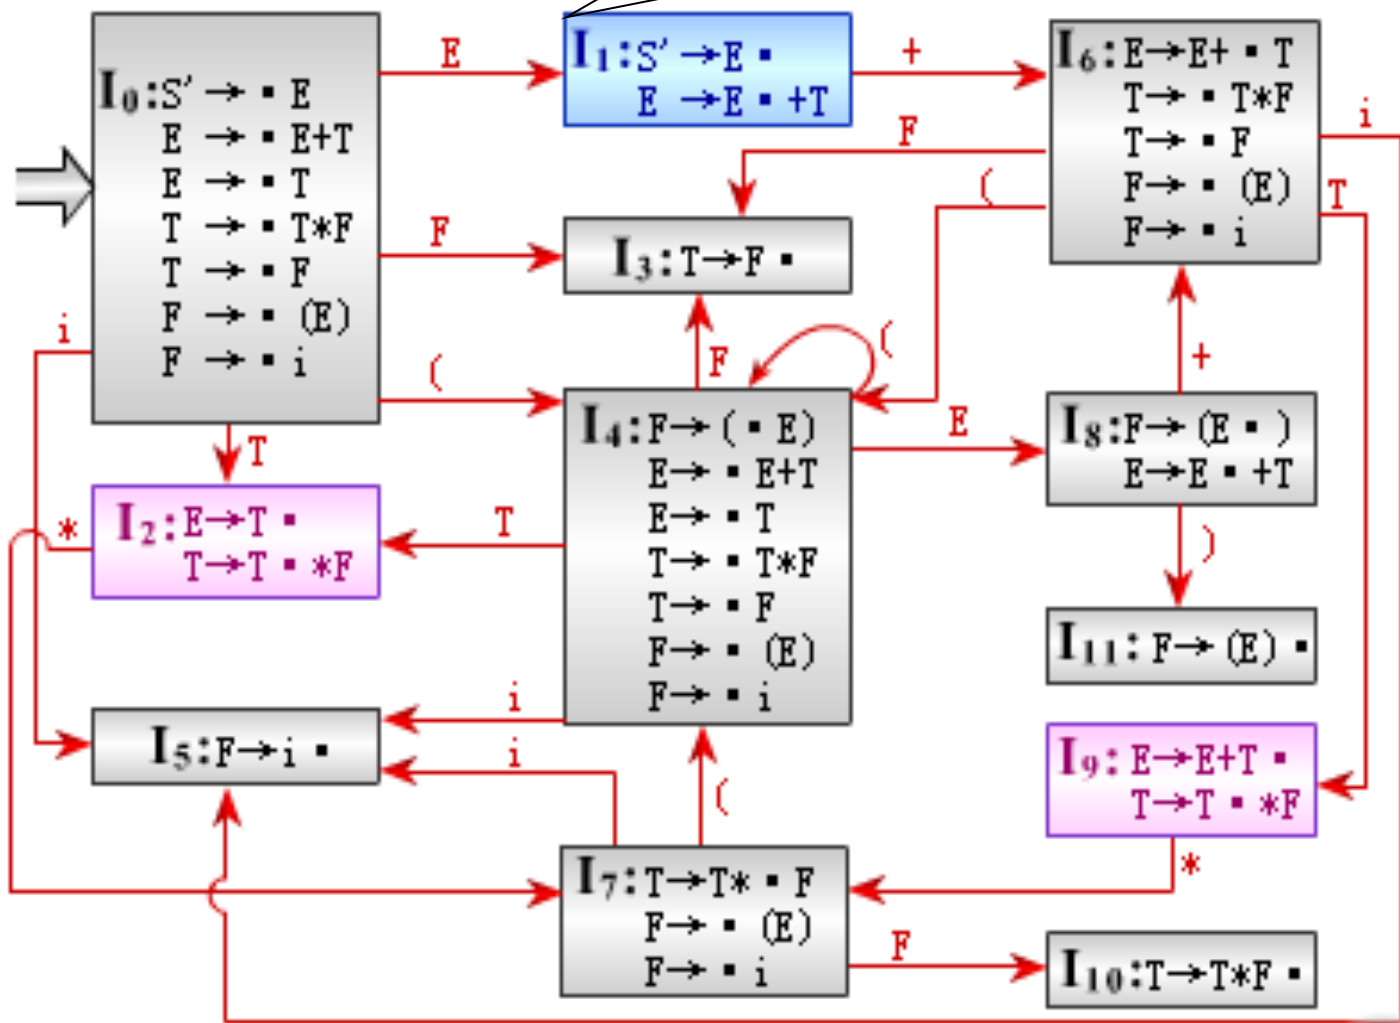 I0:S′ → ▪ E
E → ▪ E+T
E → ▪ T
T → ▪ T*F
T → ▪ F
F → ▪ (E)
F → ▪ i
E
I1:S′ →E ▪
E →E ▪ +T
+
I6:E→E+ ▪ T
T→ ▪ T*F
T→ ▪ F
F→ ▪ (E)
F→ ▪ i
i
F
(
T
F
I3:T→F ▪
i
(
F
(
+
T
I4:F→( ▪ E)
E→ ▪ E+T
E→ ▪ T
T→ ▪ T*F
T→ ▪ F
F→ ▪ (E)
F→ ▪ i
E
I8:F→(E ▪ )
E→E ▪ +T
*
I2:E→T ▪
T→T ▪ *F
T
)
I11:F→(E) ▪
i
I5:F→i ▪
i
(
I9:E→E+T ▪
T→T ▪ *F
*
I7:T→T* ▪ F
F→ ▪ (E)
F→ ▪ i
F
I10:T→T*F ▪